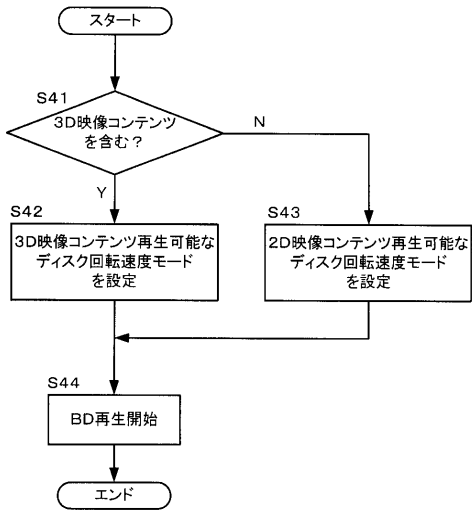 スタート
S41
3D映像コンテンツ
を含む？
N
Y
S42
3D映像コンテンツ再生可能な
ディスク回転速度モード
を設定
S43
2D映像コンテンツ再生可能な
ディスク回転速度モード
を設定
S44
BD再生開始
エンド